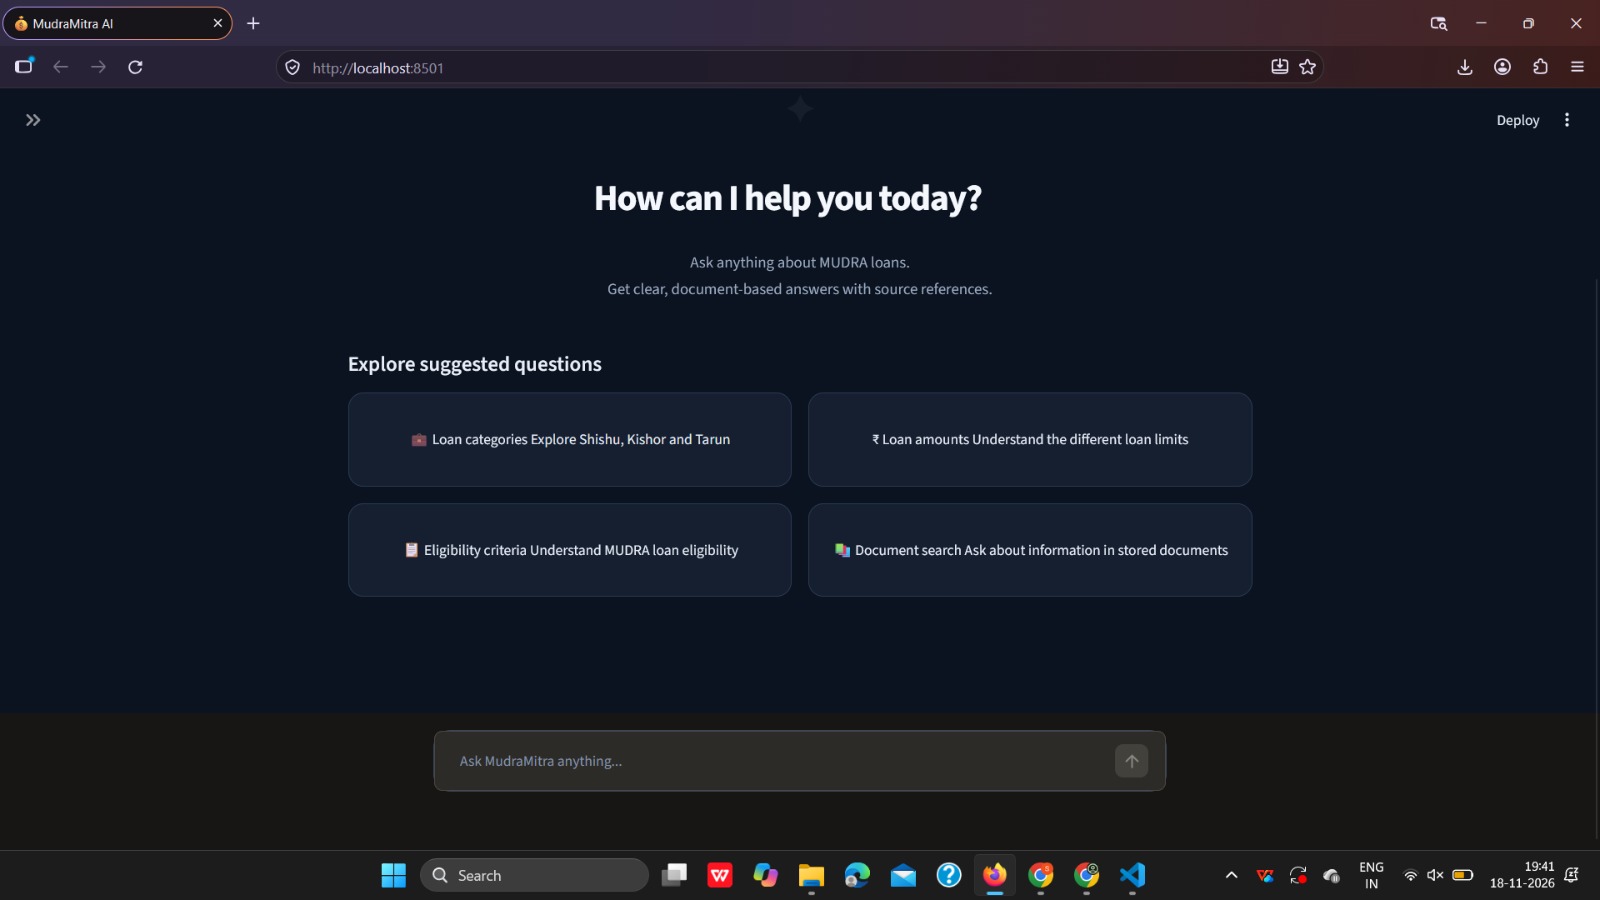 MudraMitra AI
http://localhost:8501
Deploy
How can I help you today?
Ask anything about MUDRA loans.
Get clear, document-based answers with source references.
Explore suggested questions
💼 Loan categories Explore Shishu, Kishor and Tarun
₹ Loan amounts Understand the different loan limits
📋 Eligibility criteria Understand MUDRA loan eligibility
📚 Document search Ask about information in stored documents
Ask MudraMitra anything...
Search
ENG
IN
19:41
18-11-2026